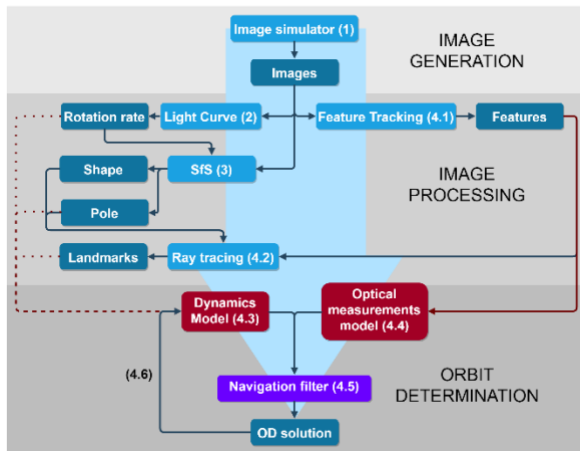 Image simulator (1)
IMAGE
GENERATION
Images
Rotation rate
Light Curve (2)
Feature Tracking (4.1)
Features
Shape
SfS (3)
IMAGE
PROCESSING
Pole
Landmarks
Ray tracing (4.2)
Dynamics
Model (4.3)
Optical
measurements
model (4.4)
(4.6)
Navigation filter (4.5)
ORBIT
DETERMINATION
OD solution